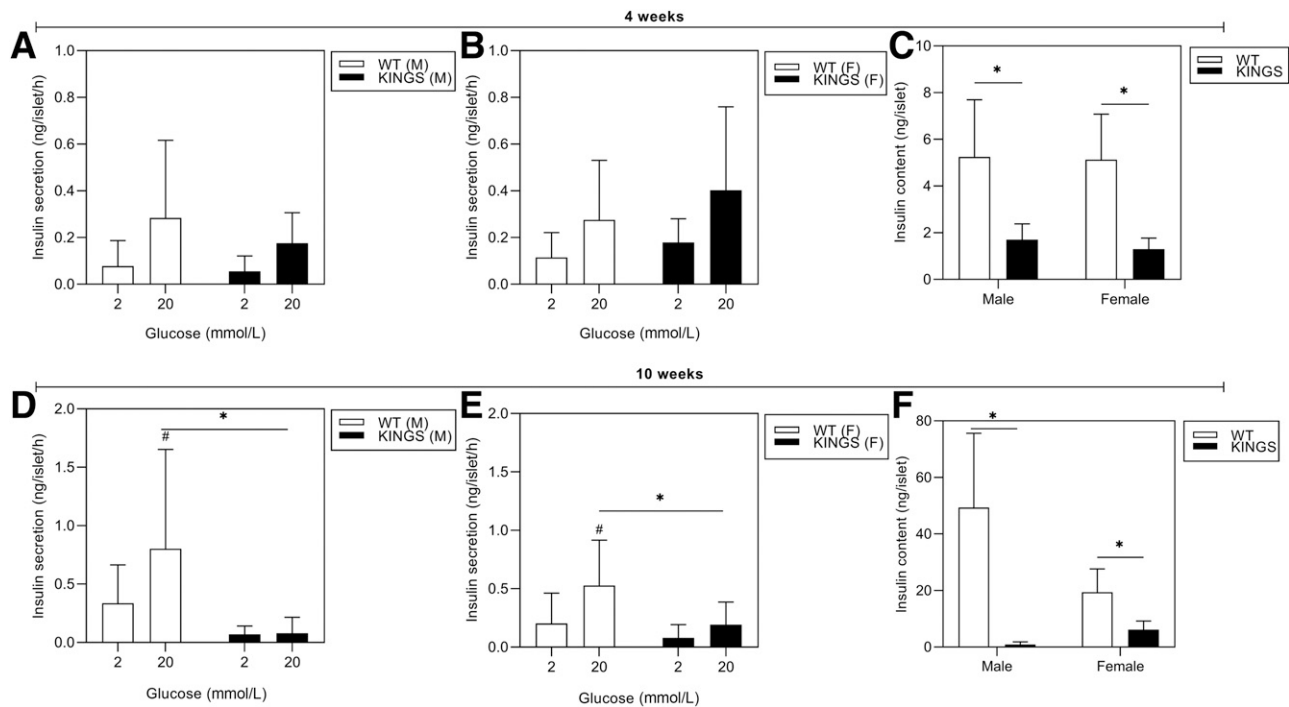 4 weeks
A
Insulin secretion (ng/islet/h)
1.0
0.8
0.6
0.4
0.2
0.0
2 20 2 20
Glucose (mmol/L)
WT (M)
KINGS (M)
B
Insulin secretion (ng/islet/h)
1.0
0.8
0.6
0.4
0.2
0.0
2 20 2 20
Glucose (mmol/L)
WT (F)
KINGS (F)
C
Insulin content (ng/islet)
10
8
6
4
2
0
* *
Male Female
WT
KINGS
10 weeks
D
Insulin secretion (ng/islet/h)
2.0
1.5
1.0
0.5
0.0
*
#
2 20 2 20
Glucose (mmol/L)
WT (M)
KINGS (M)
E
Insulin secretion (ng/islet/h)
2.0
1.5
1.0
0.5
0.0
*
#
2 20 2 20
Glucose (mmol/L)
WT (F)
KINGS (F)
F
Insulin content (ng/islet)
80
60
40
20
0
*
*
Male Female
WT
KINGS